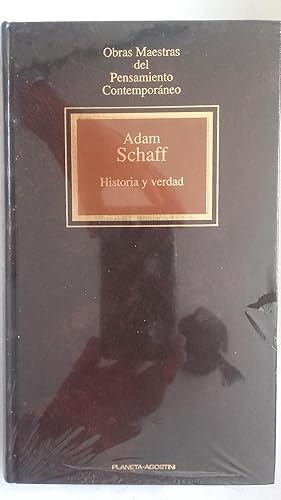 Obras Maestras
del
Pensamiento
Contemporáneo
Adam
Schaff
Historia y verdad
PLANETA-AGOSTINI